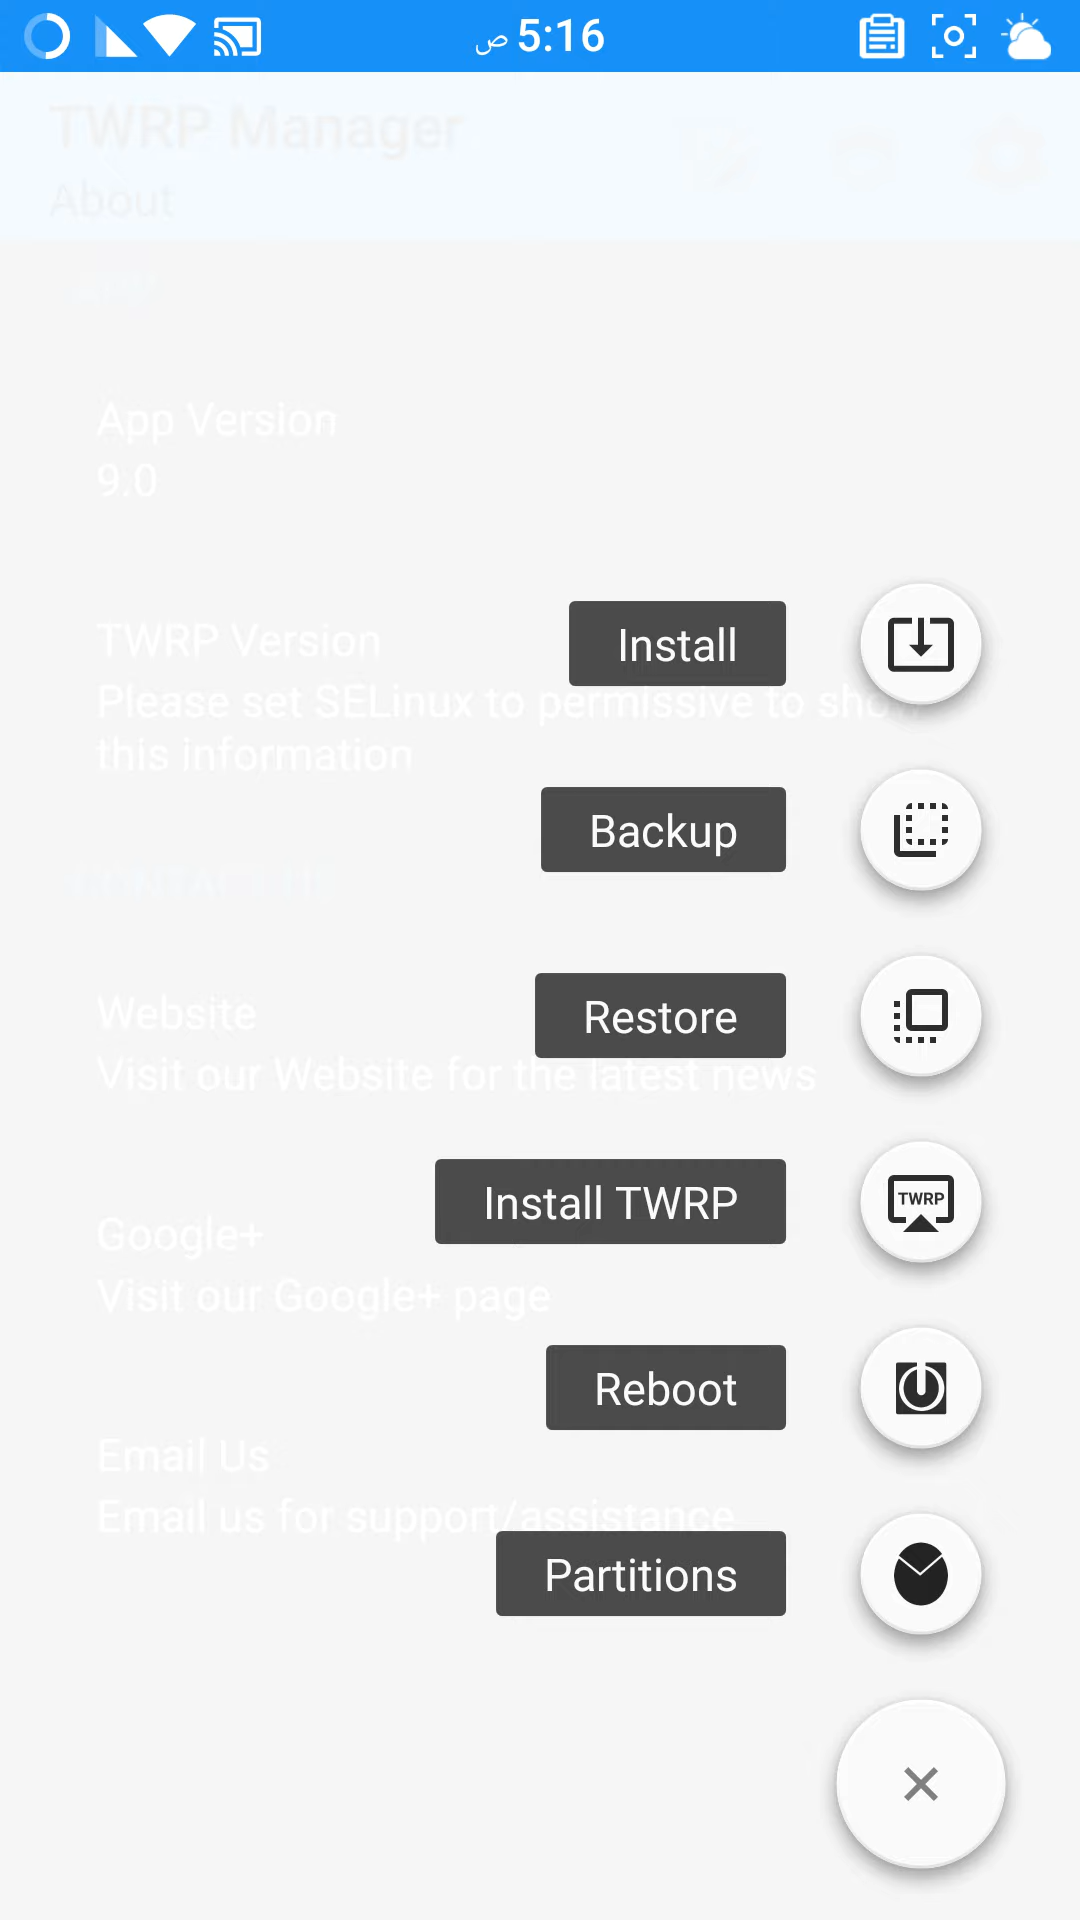 5:16 ص
TWRP Manager
About
App Version
9.0
TWRP Version
Install
Please set SELinux to permissive to show
this information
Backup
Website
Restore
Visit our Website for the latest news
Install TWRP
TWRP
Google+
Visit our Google+ page
Reboot
Email Us
Email us for support/assistance
Partitions